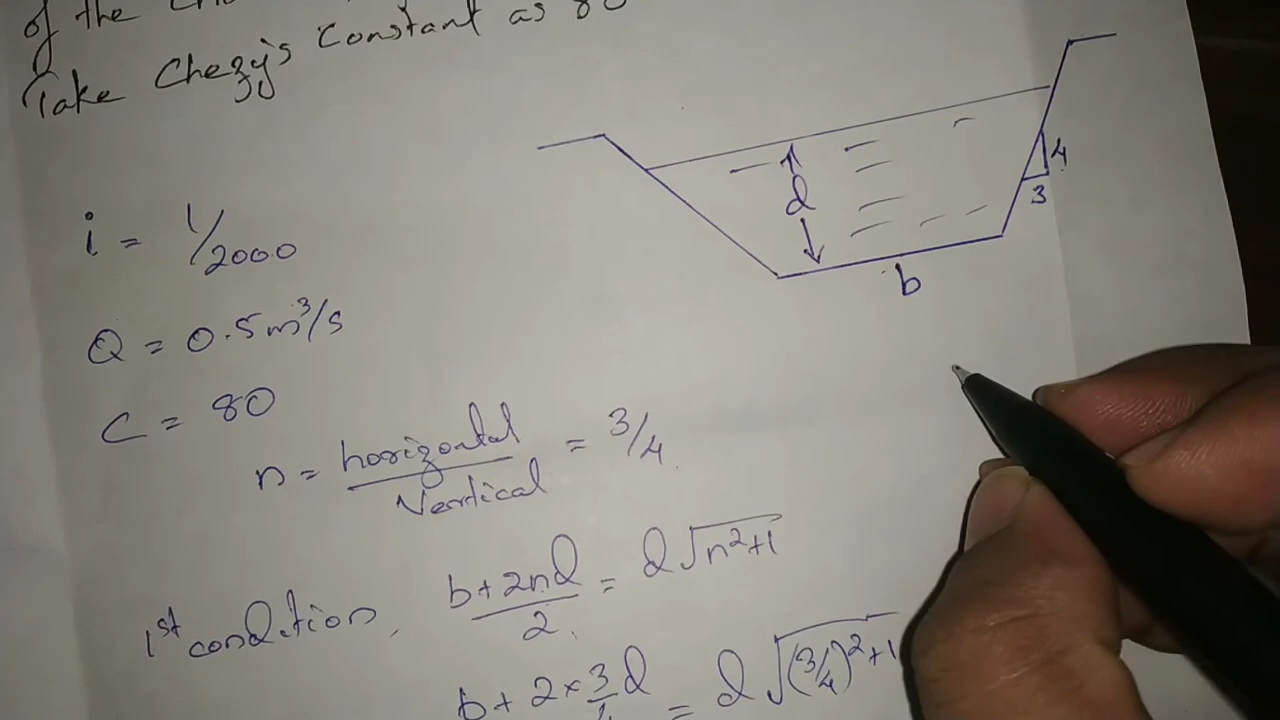 of the
Take Chezy's Constant as 80
i = 1/2000
Q = 0.5 m³/s
C = 80
n = horizontal / Vertical = 3/4
1st condition, (b + 2nd) / 2 = d √(n² + 1)
b + 2 × 3/4 d = d √((3/4)² + 1)
d
b
4
3